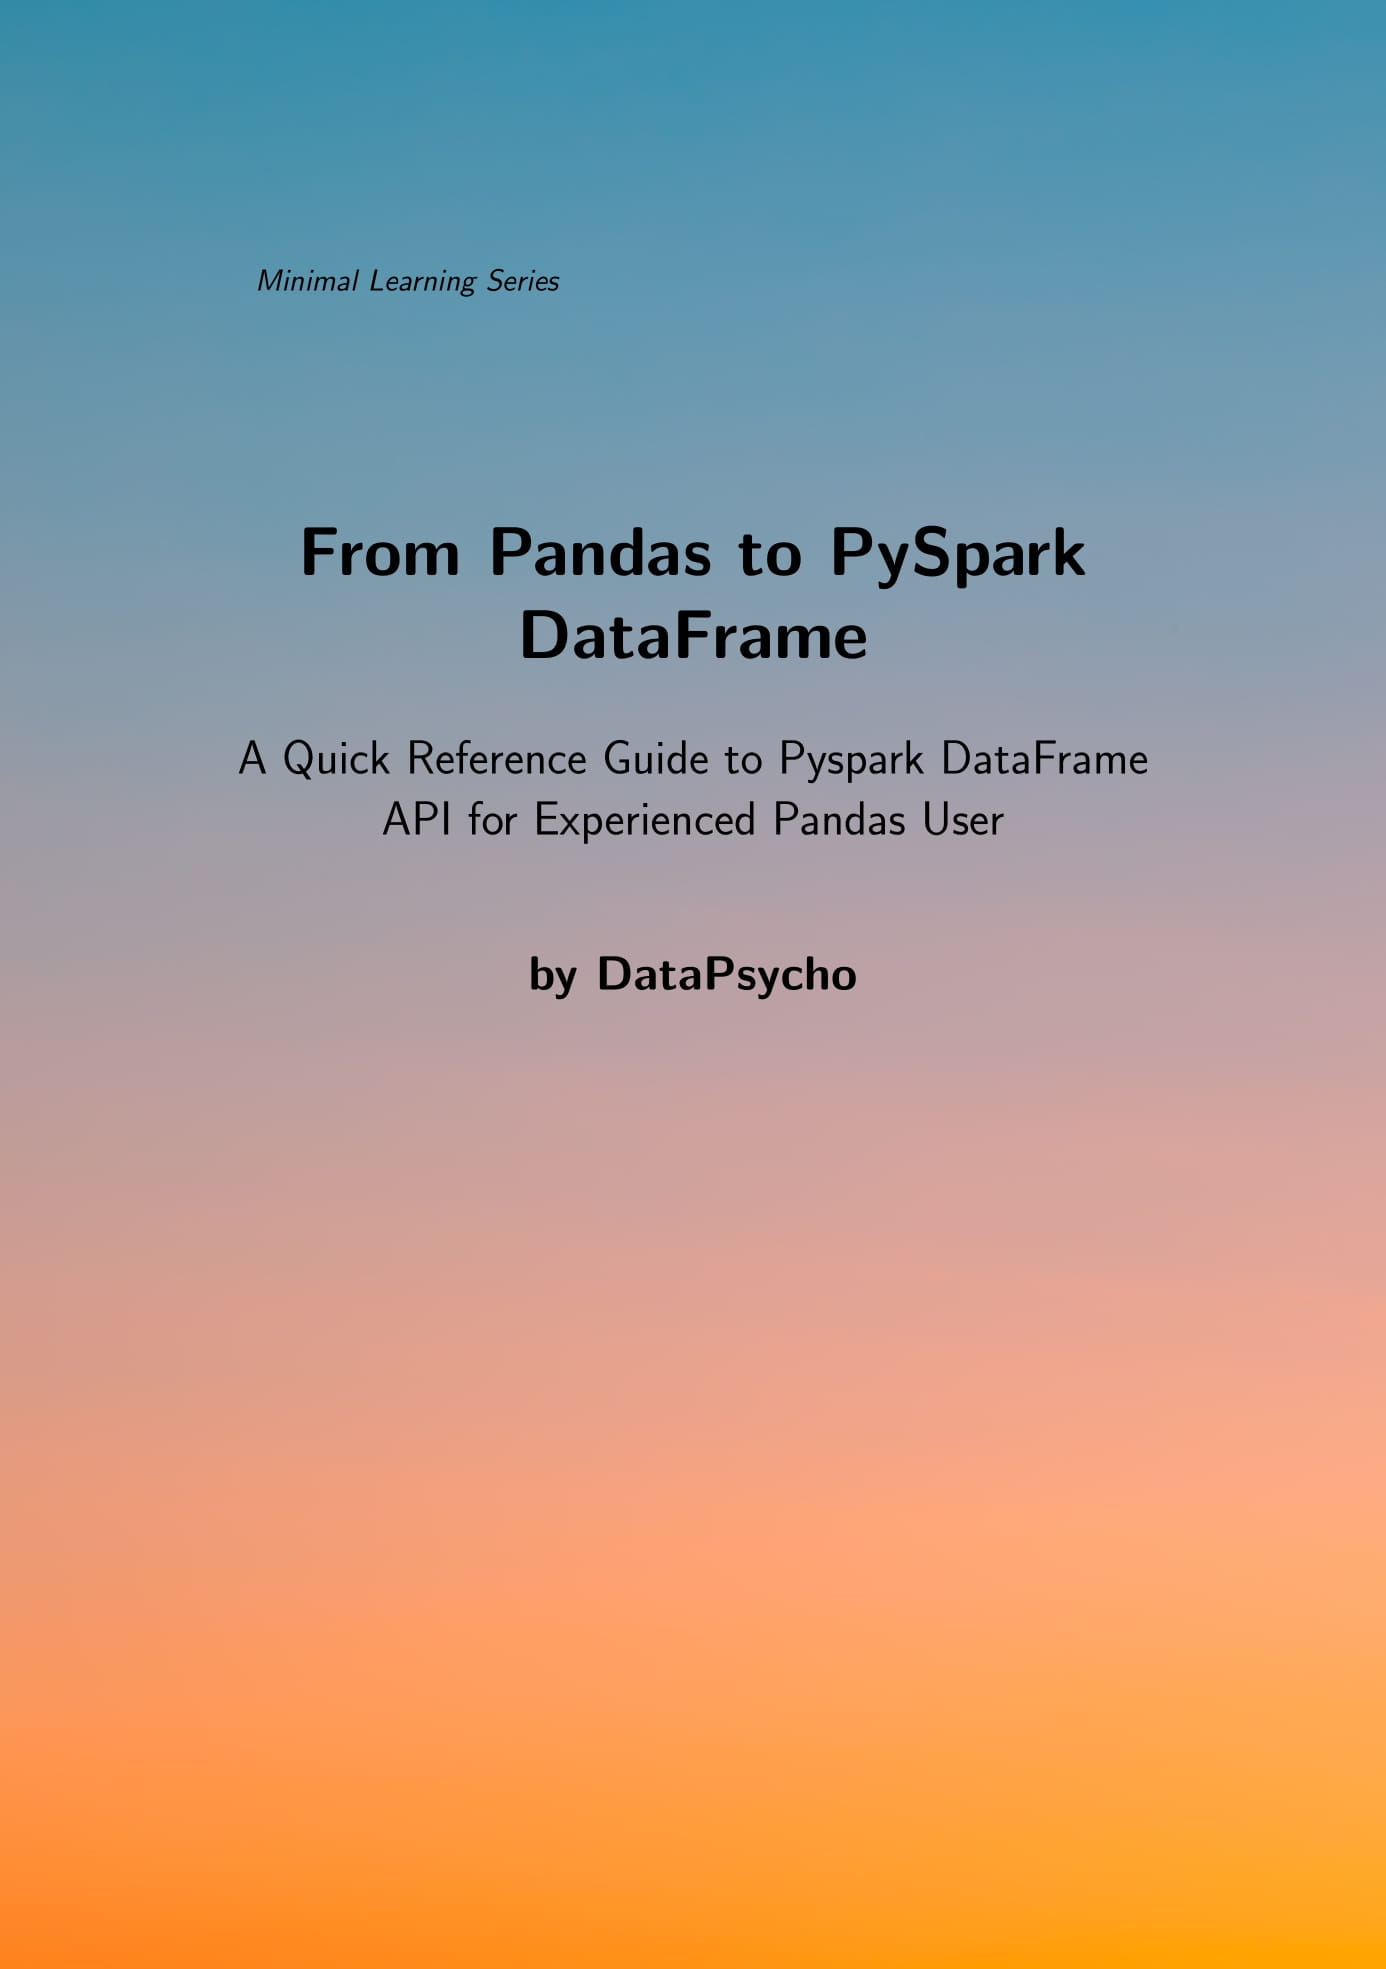 Minimal Learning Series
From Pandas to PySpark
DataFrame
A Quick Reference Guide to Pyspark DataFrame
API for Experienced Pandas User
by DataPsycho